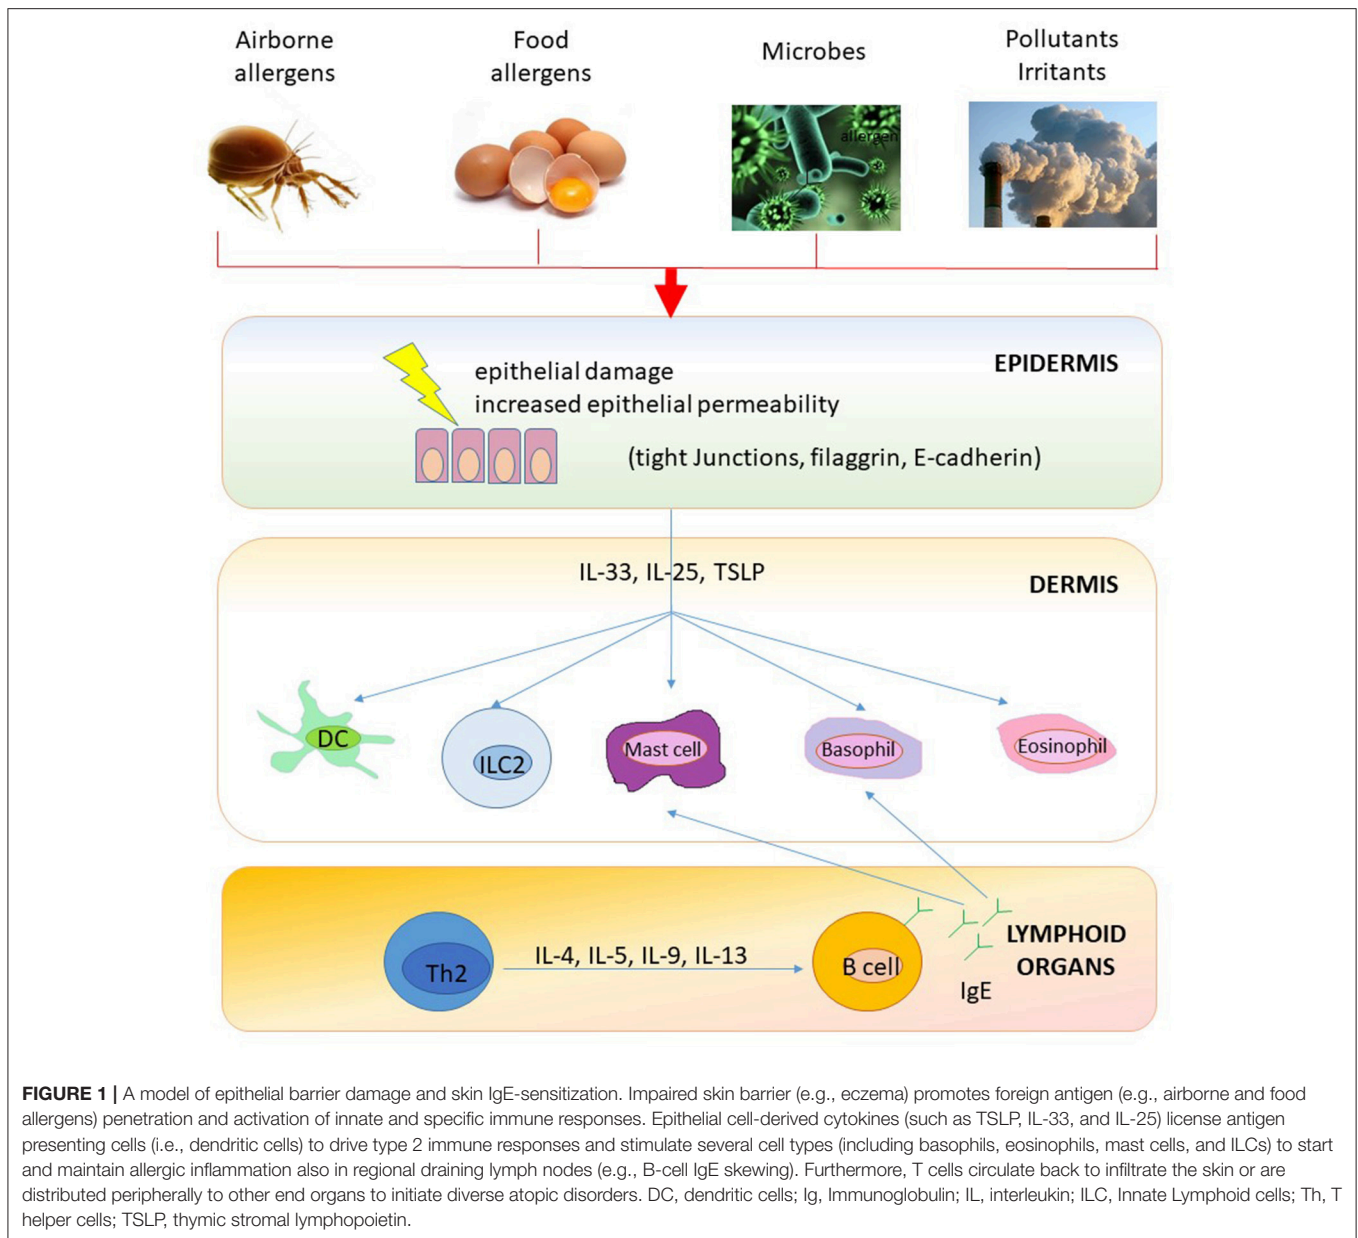 Airborne
allergens
Food
allergens
Microbes
Pollutants
Irritants
allergen
EPIDERMIS
epithelial damage
increased epithelial permeability
(tight Junctions, filaggrin, E-cadherin)
IL-33, IL-25, TSLP
DERMIS
DC
ILC2
Mast cell
Basophil
Eosinophil
Th2
IL-4, IL-5, IL-9, IL-13
B cell
IgE
LYMPHOID
ORGANS
FIGURE 1 | A model of epithelial barrier damage and skin IgE-sensitization. Impaired skin barrier (e.g., eczema) promotes foreign antigen (e.g., airborne and food
allergens) penetration and activation of innate and specific immune responses. Epithelial cell-derived cytokines (such as TSLP, IL-33, and IL-25) license antigen
presenting cells (i.e., dendritic cells) to drive type 2 immune responses and stimulate several cell types (including basophils, eosinophils, mast cells, and ILCs) to start
and maintain allergic inflammation also in regional draining lymph nodes (e.g., B-cell IgE skewing). Furthermore, T cells circulate back to infiltrate the skin or are
distributed peripherally to other end organs to initiate diverse atopic disorders. DC, dendritic cells; Ig, Immunoglobulin; IL, interleukin; ILC, Innate Lymphoid cells; Th, T
helper cells; TSLP, thymic stromal lymphopoietin.